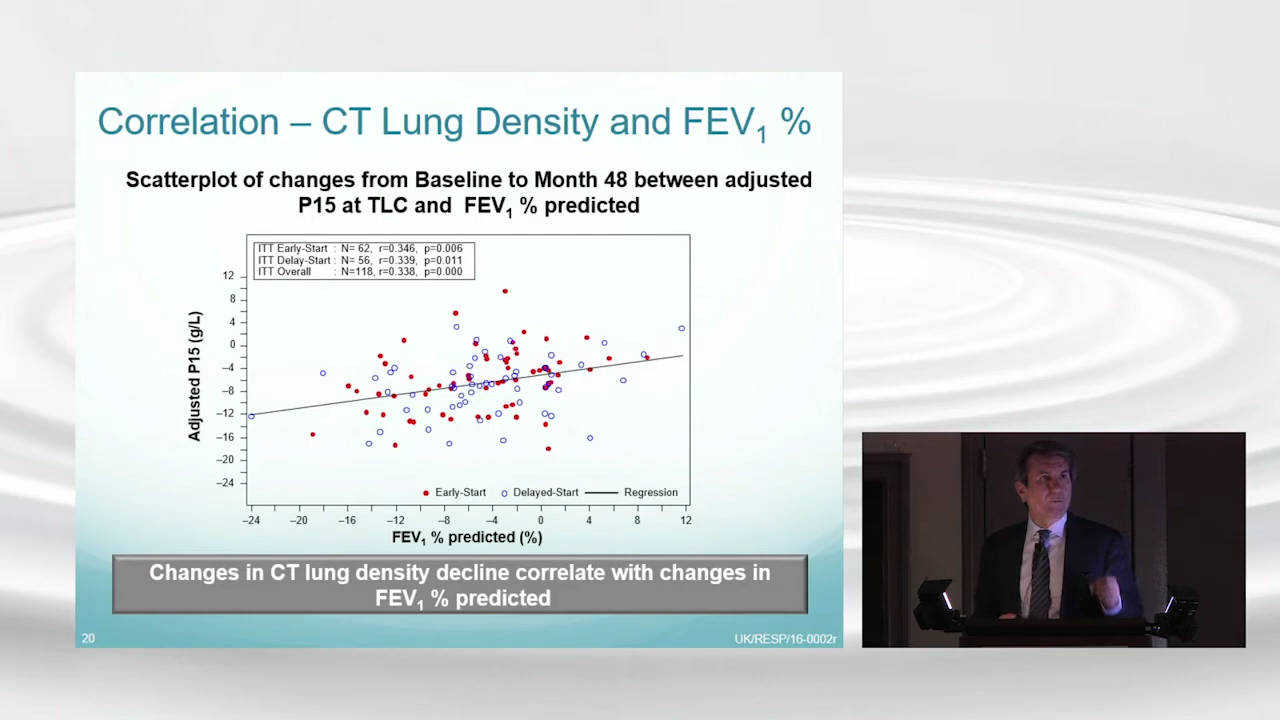 Correlation – CT Lung Density and FEV1 %
Scatterplot of changes from Baseline to Month 48 between adjusted
P15 at TLC and FEV1 % predicted
ITT Early-Start : N= 62, r=0.346, p=0.006
ITT Delay-Start : N= 56, r=0.339, p=0.011
ITT Overall : N=118, r=0.338, p=0.000
12
8
4
0
–4
–8
–12
–16
–20
–24
Adjusted P15 (g/L)
Early-Start Delayed-Start Regression
–24 –20 –16 –12 –8 –4 0 4 8 12
FEV1 % predicted (%)
Changes in CT lung density decline correlate with changes in
FEV1 % predicted
20
UK/RESP/16-0002r